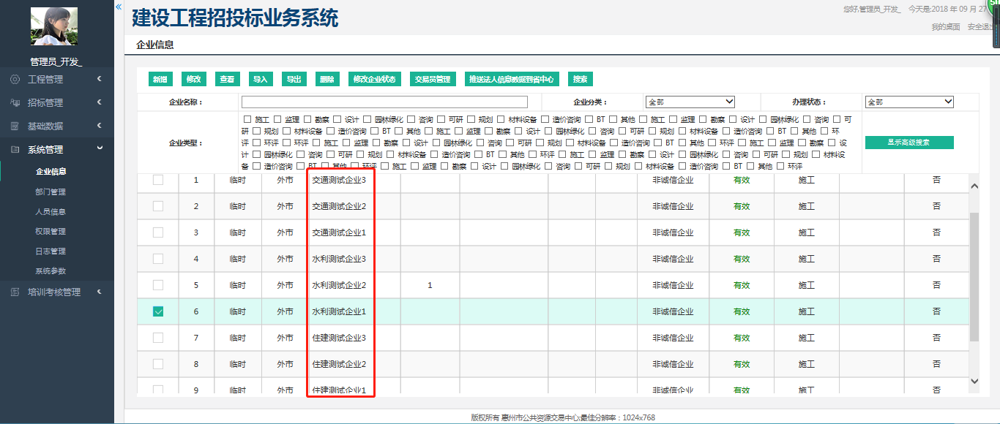 «
建设工程招投标业务系统
您好,管理员_开发_ 今天是:2018 年 09 月 27
我的桌面 安全退出
管理员_开发_
工程管理
招标管理
基础数据
系统管理
企业信息
部门管理
人员信息
权限管理
日志管理
系统参数
培训考核管理
企业信息
新增 修改 查看 导入 导出 删除 修改企业状态 交易员管理 推送法人信息数据到省中心 搜索
企业名称： 企业分类： 全部 办理状态： 全部
企业类型：
施工 监理 勘察 设计 园林绿化 咨询 可研 规划 材料设备 造价咨询 BT 其他 施工 监理 勘察 设计 园林绿化 咨询 可
研 规划 材料设备 造价咨询 BT 其他 施工 监理 勘察 设计 园林绿化 咨询 可研 规划 材料设备 造价咨询 BT 其他 环
评 环评 环评 施工 监理 勘察 设计 园林绿化 咨询 可研 规划 材料设备 造价咨询 BT 其他 环评 施工 监理 勘察 设
计 园林绿化 咨询 可研 规划 材料设备 造价咨询 BT 其他 环评 施工 监理 勘察 设计 园林绿化 咨询 可研 规划 材料设
备 造价咨询 BT 其他 环评 施工 监理 勘察 设计 园林绿化 咨询 可研 规划 材料设备 造价咨询 BT 其他 环评
显示高级搜索
1 临时 外市 交通测试企业3 非诚信企业 有效 施工 否
2 临时 外市 交通测试企业2 非诚信企业 有效 施工 否
3 临时 外市 交通测试企业1 非诚信企业 有效 施工 否
4 临时 外市 水利测试企业3 非诚信企业 有效 施工 否
5 临时 外市 水利测试企业2 1 非诚信企业 有效 施工 否
6 临时 外市 水利测试企业1 非诚信企业 有效 施工 否
7 临时 外市 住建测试企业3 非诚信企业 有效 施工 否
8 临时 外市 住建测试企业2 非诚信企业 有效 施工 否
9 临时 外市 住建测试企业1 非诚信企业 有效 施工 否
版权所有 惠州市公共资源交易中心;最佳分辨率：1024x768